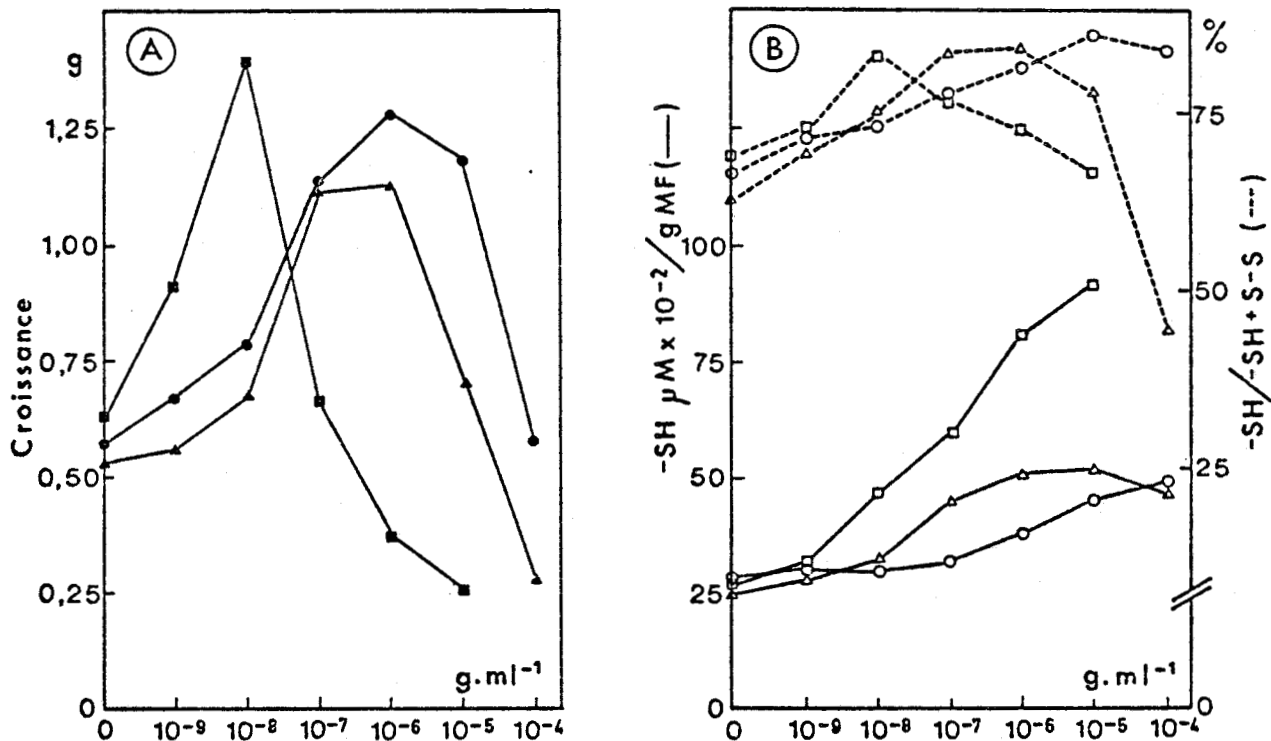 A
g
1,25
1,00
0,75
0,50
0,25
0
Croissance
g.ml⁻¹
0 10⁻⁹ 10⁻⁸ 10⁻⁷ 10⁻⁶ 10⁻⁵ 10⁻⁴
B
-SH µM x 10⁻²/g MF (—)
100
75
50
25
0
%
75
50
25
0
-SH/-SH+S-S (---)
g.ml⁻¹
0 10⁻⁹ 10⁻⁸ 10⁻⁷ 10⁻⁶ 10⁻⁵ 10⁻⁴